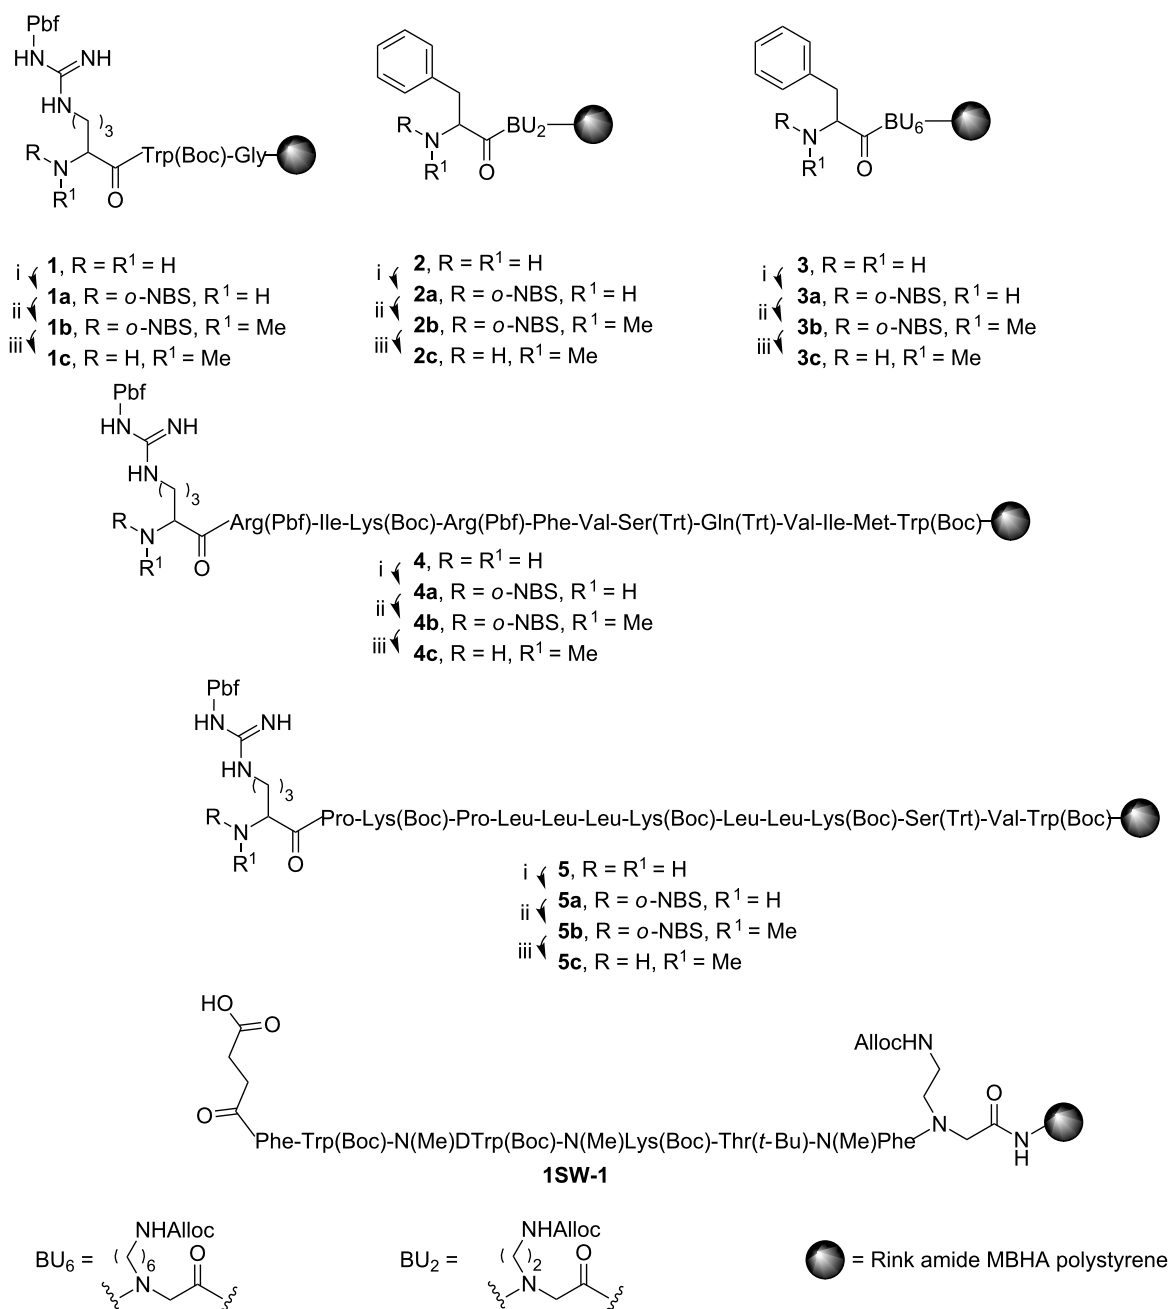 Pbf
HN NH
HN
( )3
R N R1 O Trp(Boc)-Gly
R N R1 O BU2
R N R1 O BU6
i 1, R = R1 = H
ii 1a, R = o-NBS, R1 = H
iii 1b, R = o-NBS, R1 = Me
1c, R = H, R1 = Me
i 2, R = R1 = H
ii 2a, R = o-NBS, R1 = H
iii 2b, R = o-NBS, R1 = Me
2c, R = H, R1 = Me
i 3, R = R1 = H
ii 3a, R = o-NBS, R1 = H
iii 3b, R = o-NBS, R1 = Me
3c, R = H, R1 = Me
Pbf
HN NH
HN
( )3
R N R1 O Arg(Pbf)-Ile-Lys(Boc)-Arg(Pbf)-Phe-Val-Ser(Trt)-Gln(Trt)-Val-Ile-Met-Trp(Boc)
i 4, R = R1 = H
ii 4a, R = o-NBS, R1 = H
iii 4b, R = o-NBS, R1 = Me
4c, R = H, R1 = Me
Pbf
HN NH
HN
( )3
R N R1 O Pro-Lys(Boc)-Pro-Leu-Leu-Leu-Lys(Boc)-Leu-Leu-Lys(Boc)-Ser(Trt)-Val-Trp(Boc)
i 5, R = R1 = H
ii 5a, R = o-NBS, R1 = H
iii 5b, R = o-NBS, R1 = Me
5c, R = H, R1 = Me
HO O
O
AllocHN
O
Phe-Trp(Boc)-N(Me)DTrp(Boc)-N(Me)Lys(Boc)-Thr(t-Bu)-N(Me)Phe N N H
1SW-1
BU6 = NHAlloc ( )6 N O
BU2 = NHAlloc ( )2 N O
= Rink amide MBHA polystyrene